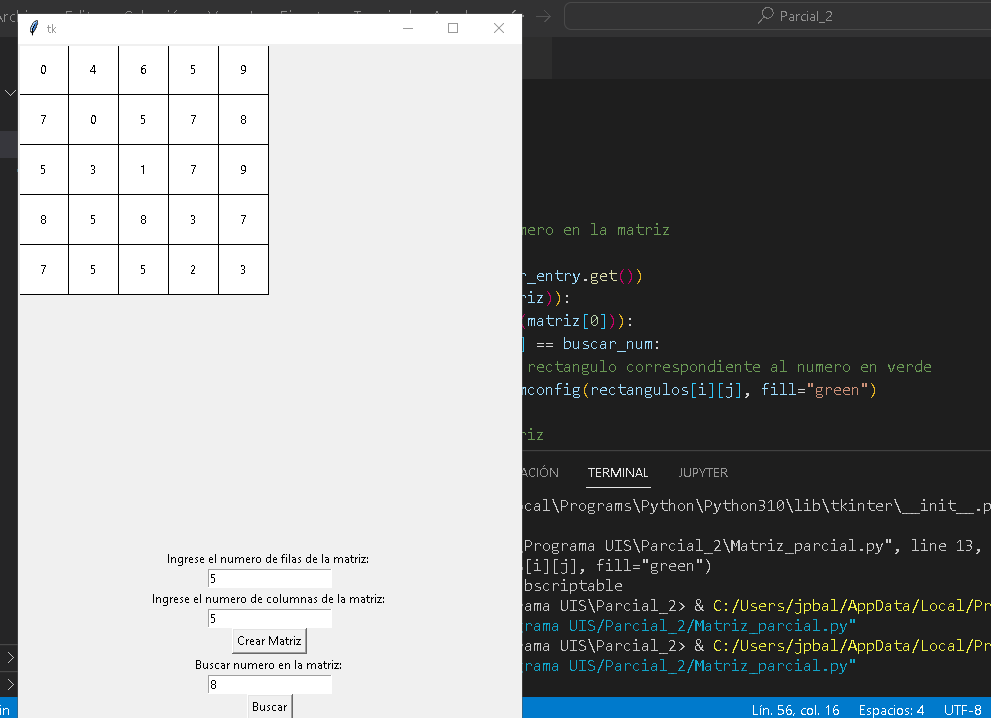 Parcial_2
tk
0 4 6 5 9
7 0 5 7 8
5 3 1 7 9
8 5 8 3 7
7 5 5 2 3
Ingrese el numero de filas de la matriz:
5
Ingrese el numero de columnas de la matriz:
5
Crear Matriz
Buscar numero en la matriz:
8
Buscar
mero en la matriz
r_entry.get())
riz)):
(matriz[0])):
] == buscar_num:
rectangulo correspondiente al numero en verde
mconfig(rectangulos[i][j], fill="green")
riz
ACIÓN TERMINAL JUPYTER
cal\Programs\Python\Python310\lib\tkinter\__init__.p
Programa UIS\Parcial_2\Matriz_parcial.py", line 13,
s[i][j], fill="green")
bscriptable
rama UIS\Parcial_2> & C:/Users/jpbal/AppData/Local/Pr
grama UIS/Parcial_2/Matriz_parcial.py"
rama UIS\Parcial_2> & C:/Users/jpbal/AppData/Local/Pr
grama UIS/Parcial_2/Matriz_parcial.py"
in Lín. 56, col. 16 Espacios: 4 UTF-8